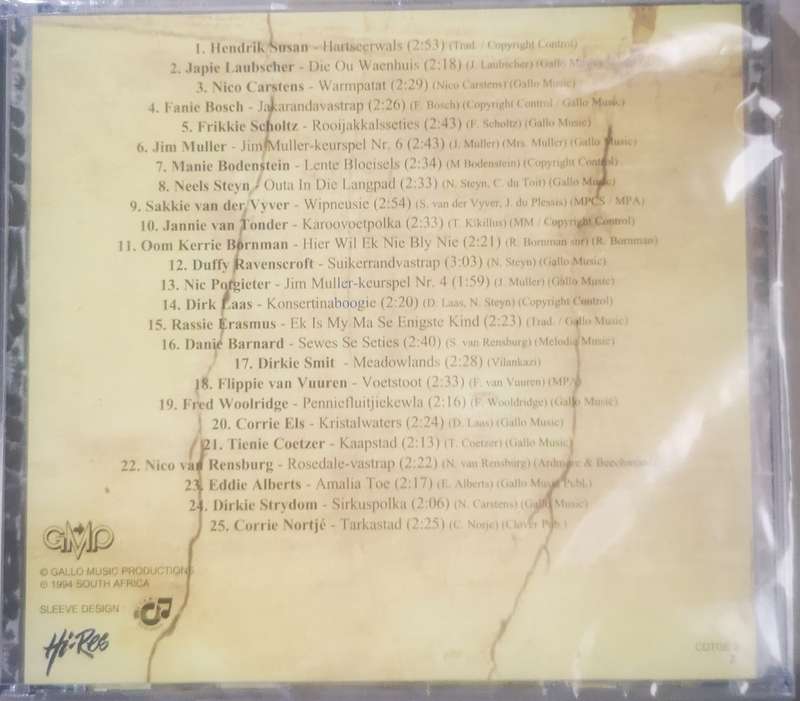 1. Hendrik Susan - Hartseerwals (2:53) (Trad. / Copyright Control)
2. Japie Laubscher - Die Ou Waenhuis (2:18) (J. Laubscher) (Gallo
3. Nico Carstens - Warmpatat (2:29) (Nico Carstens) (Gallo Music)
4. Fanie Bosch - Jakarandavastrap (2:26) (F. Bosch) (Copyright Control / Gallo Music)
5. Frikkie Scholtz - Rooijakkalsseties (2:43) (F. Scholtz) (Gallo Music)
6. Jim Muller - Jim Muller-keurspel Nr. 6 (2:43) (J. Muller) (Mrs. Muller) (Gallo Music)
7. Manie Bodenstein - Lente Bloeisels (2:34) (M Bodenstein) (Copyright Control)
8. Neels Steyn - Outa In Die Langpad (2:33) (N. Steyn, C. du Toit) (Gallo Music)
9. Sakkie van der Vyver - Wipneusie (2:54) (S. van der Vyver, J. du Plessis) (MPCS / MPA)
10. Jannie van Tonder - Karoovoetpolka (2:33) (T. Kikillus) (MM / Copyright Control)
11. Oom Kerrie Bornman - Hier Wil Ek Nie Bly Nie (2:21) (R. Bornman snr) (R. Bornman)
12. Duffy Ravenscroft - Suikerrandvastrap (3:03) (N. Steyn) (Gallo Music)
13. Nic Potgieter - Jim Muller-keurspel Nr. 4 (1:59) (J. Muller) (Gallo Music)
14. Dirk Laas - Konsertinaboogie (2:20) (D. Laas, N. Steyn) (Copyright Control)
15. Rassie Erasmus - Ek Is My Ma Se Enigste Kind (2:23) (Trad. / Gallo Music)
16. Danie Barnard - Sewes Se Seties (2:40) (S. van Rensburg) (Melodia Music)
17. Dirkie Smit - Meadowlands (2:28) (Vilankazi)
18. Flippie van Vuuren - Voetstoot (2:33) (F. van Vuuren) (MPA)
19. Fred Woolridge - Penniefluitjiekewla (2:16) (F. Wooldridge) (Gallo Music)
20. Corrie Els - Kristalwaters (2:24) (D. Laas) (Gallo Music)
21. Tienie Coetzer - Kaapstad (2:13) (T. Coetzer) (Gallo Music)
22. Nico van Rensburg - Rosedale-vastrap (2:22) (N. van Rensburg) (Ardmore & Beechwood)
23. Eddie Alberts - Amalia Toe (2:17) (E. Alberts) (Gallo Music Publ.)
24. Dirkie Strydom - Sirkuspolka (2:06) (N. Carstens) (Gallo Music)
25. Corrie Nortjé - Tarkastad (2:25) (C. Norje) (Clover Pub.)
GMP
© GALLO MUSIC PRODUCTIONS
℗ 1994 SOUTH AFRICA
SLEEVE DESIGN
Hi-Res